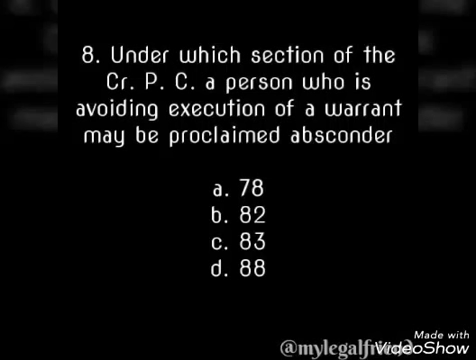 8. Under which section of the
Cr. P. C. a person who is
avoiding execution of a warrant
may be proclaimed absconder
a. 78
b. 82
c. 83
d. 88
Made with
VideoShow